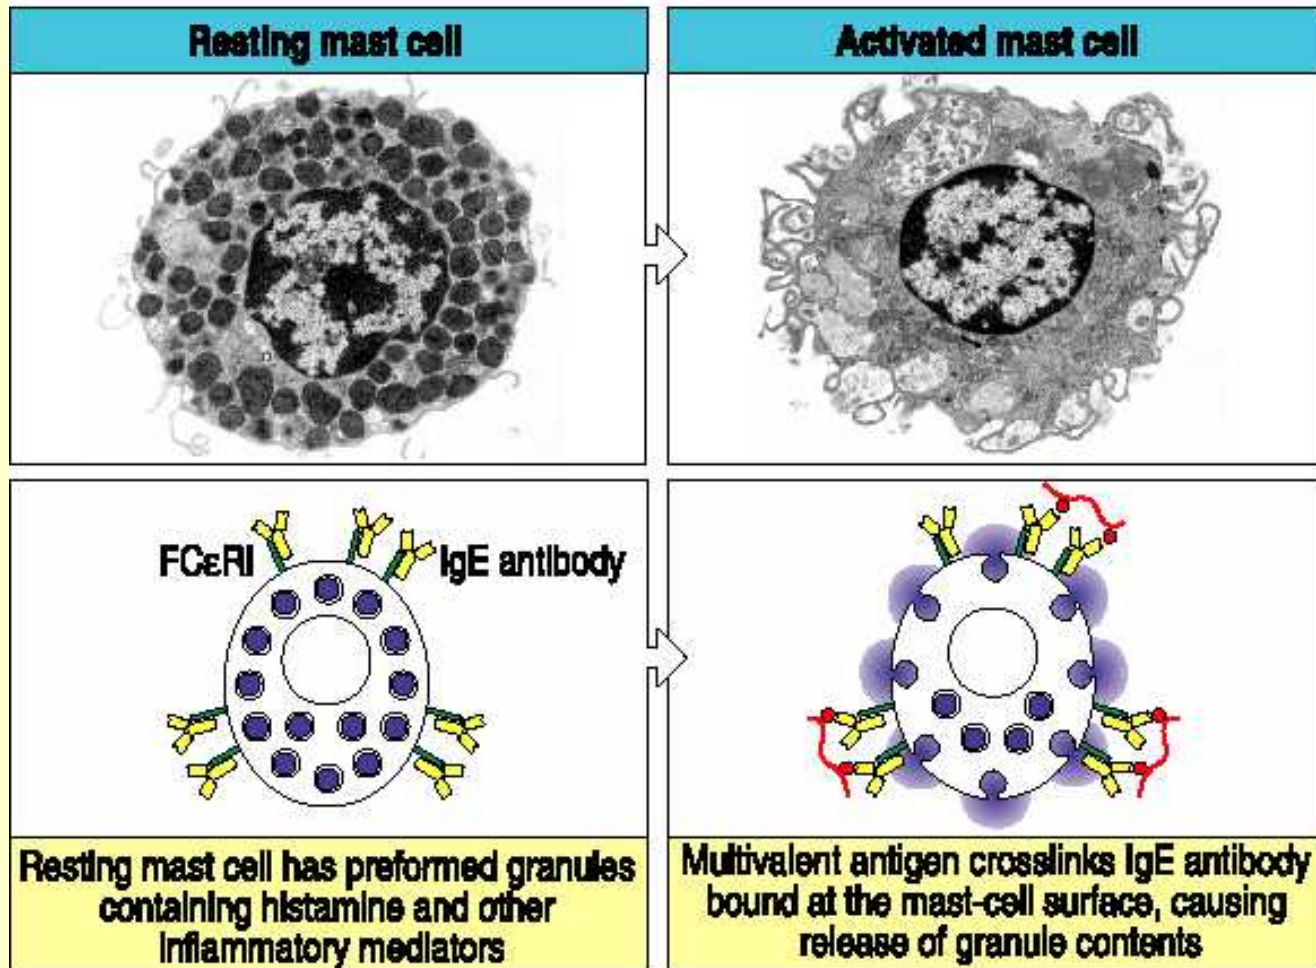 Resting mast cell
Activated mast cell
FCεRI
IgE antibody
Resting mast cell has preformed granules
containing histamine and other
inflammatory mediators
Multivalent antigen crosslinks IgE antibody
bound at the mast-cell surface, causing
release of granule contents